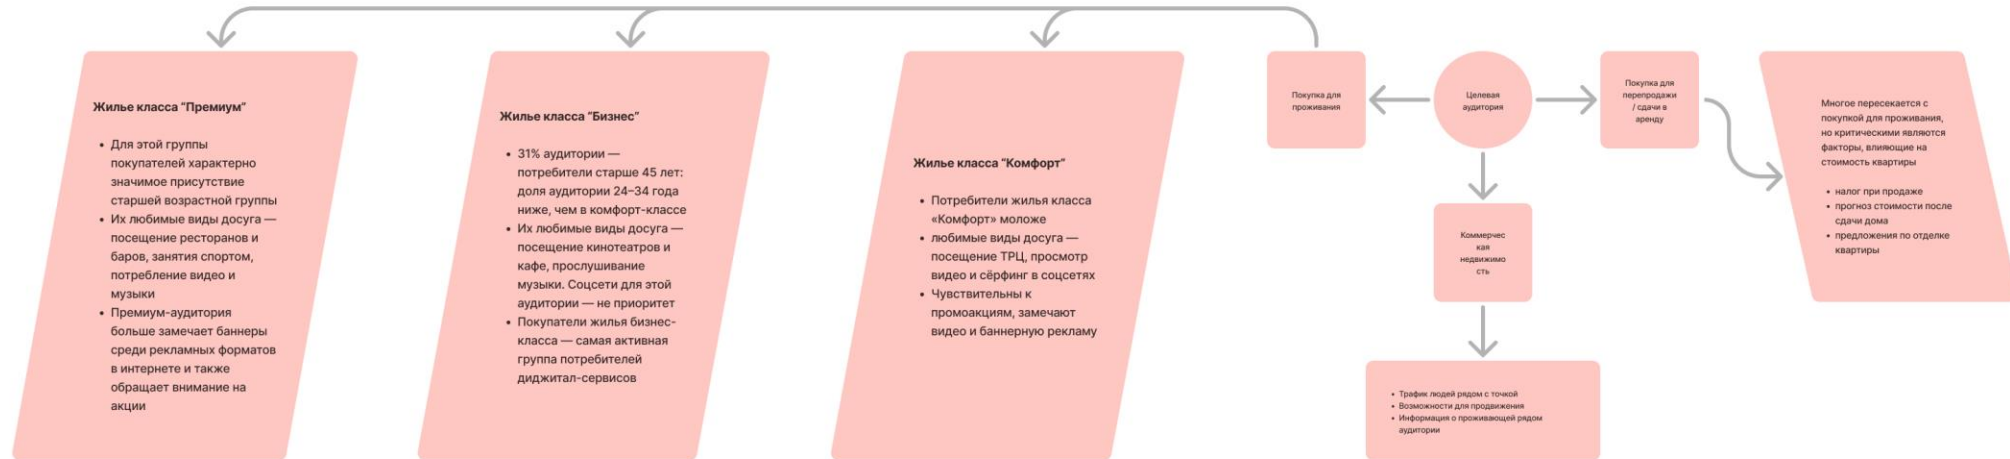 Жилье класса “Премиум”
• Для этой группы
покупателей характерно
значимое присутствие
старшей возрастной группы
• Их любимые виды досуга —
посещение ресторанов и
баров, занятия спортом,
потребление видео и
музыки
• Премиум-аудитория
больше замечает баннеры
среди рекламных форматов
в интернете и также
обращает внимание на
акции
Жилье класса “Бизнес”
• 31% аудитории —
потребители старше 45 лет:
доля аудитории 24–34 года
ниже, чем в комфорт-классе
• Их любимые виды досуга —
посещение кинотеатров и
кафе, прослушивание
музыки. Соцсети для этой
аудитории — не приоритет
• Покупатели жилья бизнес-
класса — самая активная
группа потребителей
диджитал-сервисов
Жилье класса “Комфорт”
• Потребители жилья класса
«Комфорт» моложе
• любимые виды досуга —
посещение ТРЦ, просмотр
видео и сёрфинг в соцсетях
• Чувствительны к
промоакциям, замечают
видео и баннерную рекламу
Покупка для
проживания
Целевая
аудитория
Покупка для
перепродажи
/ сдачи в
аренду
Коммерчес
кая
недвижимо
сть
• Трафик людей рядом с точкой
• Возможности для продвижения
• Информация о проживающей рядом
аудитории
Многое пересекается с
покупкой для проживания,
но критическими являются
факторы, влияющие на
стоимость квартиры
• налог при продаже
• прогноз стоимости после
сдачи дома
• предложения по отделке
квартиры